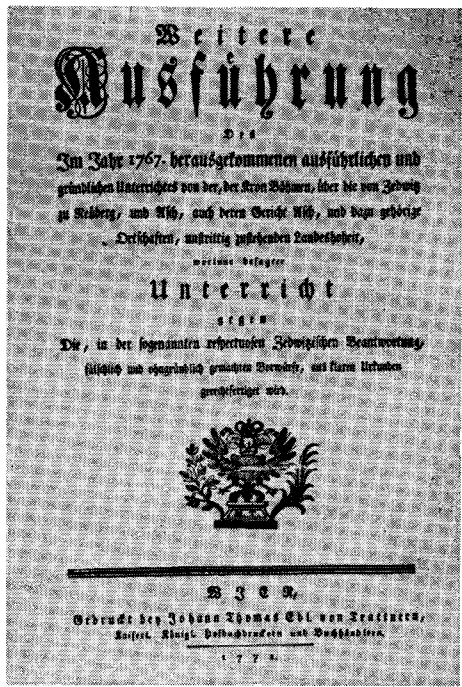 Weitere
Ausführung
Des
Im Jahr 1767. herausgekommenen ausführlichen und
gründlichen Unterrichtes von der, der Kron Böhmen, über die von Zedwitz
zu Neüberg, und Asch, auch deren Gericht Asch, und dazu gehörige
Ortschaften, unstrittig zustehenden Landeshoheit,
worinne besagter
Unterricht
gegen
Die, in der sogenannten respectuosen Zedwizischen Beantwortung,
fälschlich und ohngründlich gemachten Vorwürfe, aus klaren Urkunden
gerechtfertiget wird.
WIEN,
Gedruckt bey Johann Thomas Edl. von Trattnern,
Kaiserl. Königl. Hofbuchdruckern und Buchhändlern.